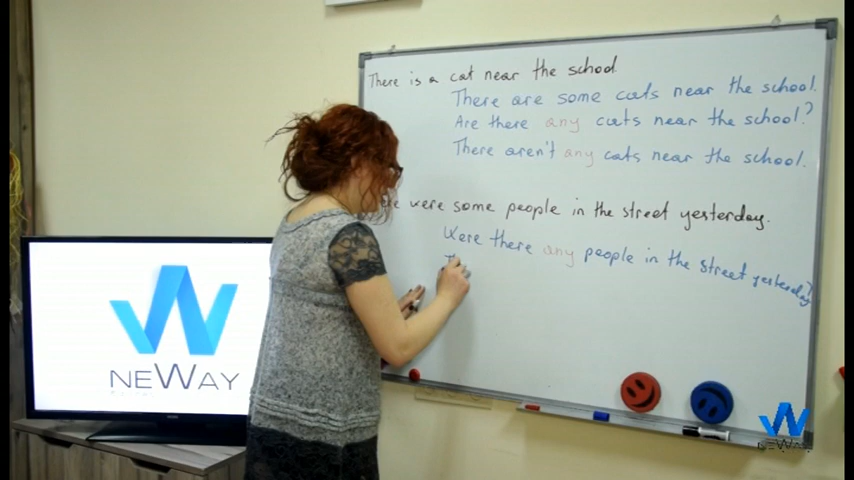 There is a cat near the school
There are some cats near the school.
Are there any cats near the school?
There aren't any cats near the school.
were some people in the street yesterday.
Were there any people in the street yesterday?
NEWAY
NEWAY